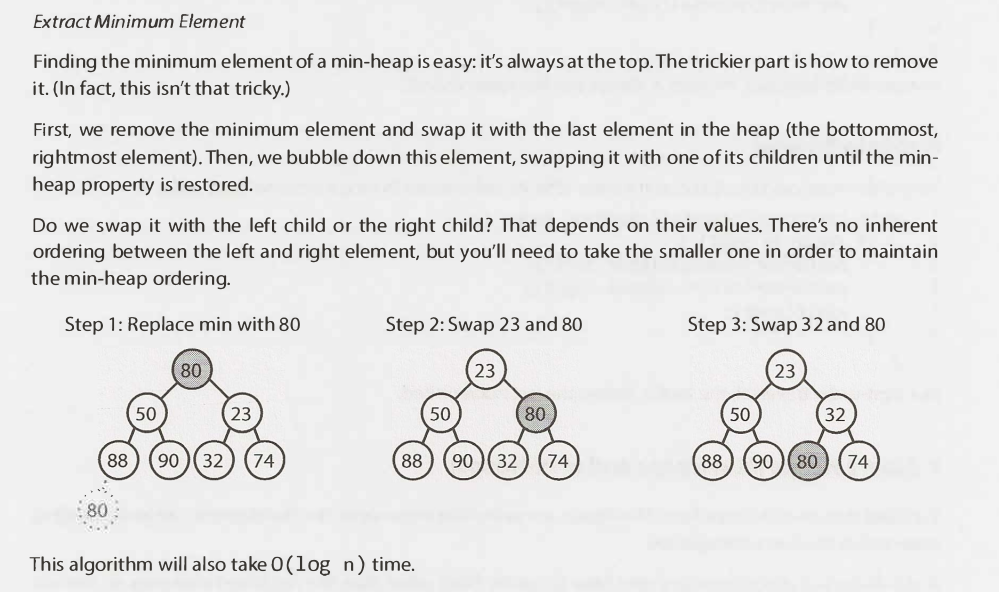 Extract Minimum Element
Finding the minimum element of a min-heap is easy: it's always at the top. The trickier part is how to remove
it. (In fact, this isn't that tricky.)
First, we remove the minimum element and swap it with the last element in the heap (the bottommost,
rightmost element). Then, we bubble down this element, swapping it with one of its children until the min-
heap property is restored.
Do we swap it with the left child or the right child? That depends on their values. There's no inherent
ordering between the left and right element, but you'll need to take the smaller one in order to maintain
the min-heap ordering.
Step 1: Replace min with 80
80
50 23
88 90 32 74
80
Step 2: Swap 23 and 80
23
50 80
88 90 32 74
Step 3: Swap 32 and 80
23
50 32
88 90 80 74
This algorithm will also take O(log n) time.